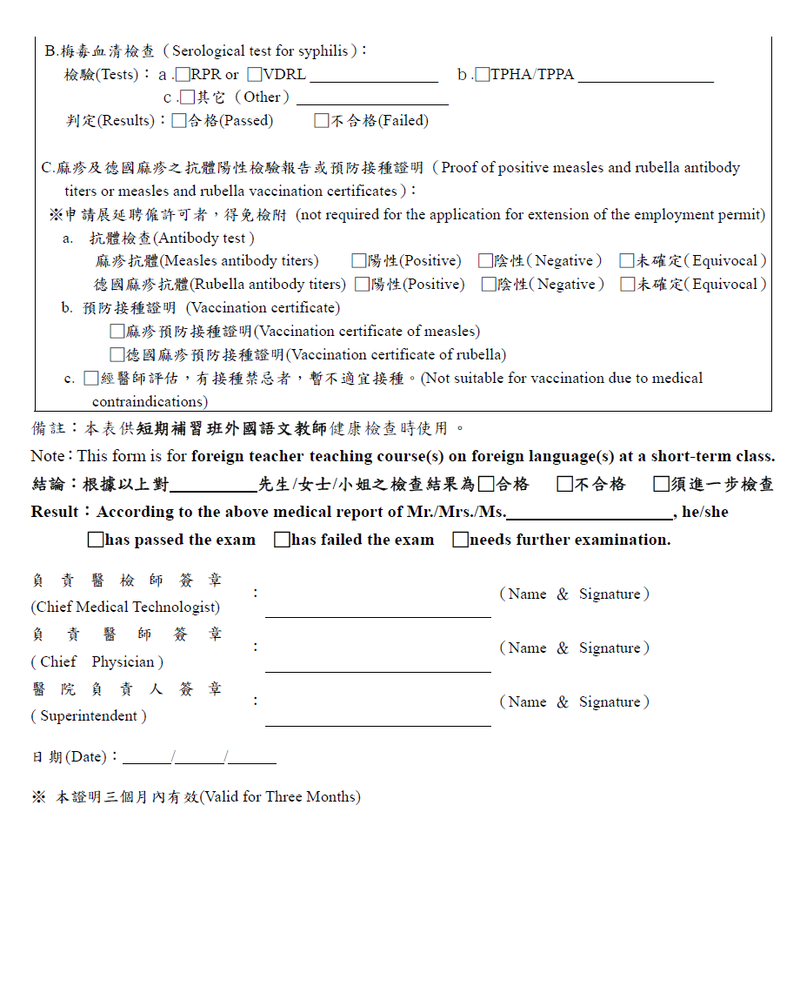 B.梅毒血清檢查（Serological test for syphilis）：
檢驗(Tests)：ａ.□RPR or □VDRL _______________ ｂ.□TPHA/TPPA ________________
ｃ.□其它（Other）__________________
判定(Results)：□合格(Passed) □不合格(Failed)
C.麻疹及德國麻疹之抗體陽性檢驗報告或預防接種證明（Proof of positive measles and rubella antibody
titers or measles and rubella vaccination certificates）：
※申請展延聘僱許可者，得免檢附 (not required for the application for extension of the employment permit)
a. 抗體檢查(Antibody test )
麻疹抗體(Measles antibody titers) □陽性(Positive) □陰性（Negative） □未確定（Equivocal）
德國麻疹抗體(Rubella antibody titers) □陽性(Positive) □陰性（Negative） □未確定（Equivocal）
b. 預防接種證明 (Vaccination certificate)
□麻疹預防接種證明(Vaccination certificate of measles)
□德國麻疹預防接種證明(Vaccination certificate of rubella)
c. □經醫師評估，有接種禁忌者，暫不適宜接種。(Not suitable for vaccination due to medical
contraindications)
備註：本表供短期補習班外國語文教師健康檢查時使用。
Note：This form is for foreign teacher teaching course(s) on foreign language(s) at a short-term class.
結論：根據以上對__________先生/女士/小姐之檢查結果為□合格 □不合格 □須進一步檢查
Result：According to the above medical report of Mr./Mrs./Ms.___________________, he/she
□has passed the exam □has failed the exam □needs further examination.
負責醫檢師簽章
(Chief Medical Technologist) ： __________________________ （Name ＆ Signature）
負責醫師簽章
( Chief Physician ) ： __________________________ （Name ＆ Signature）
醫院負責人簽章
( Superintendent ) ： __________________________ （Name ＆ Signature）
日期(Date)：______/______/______
※ 本證明三個月內有效(Valid for Three Months)